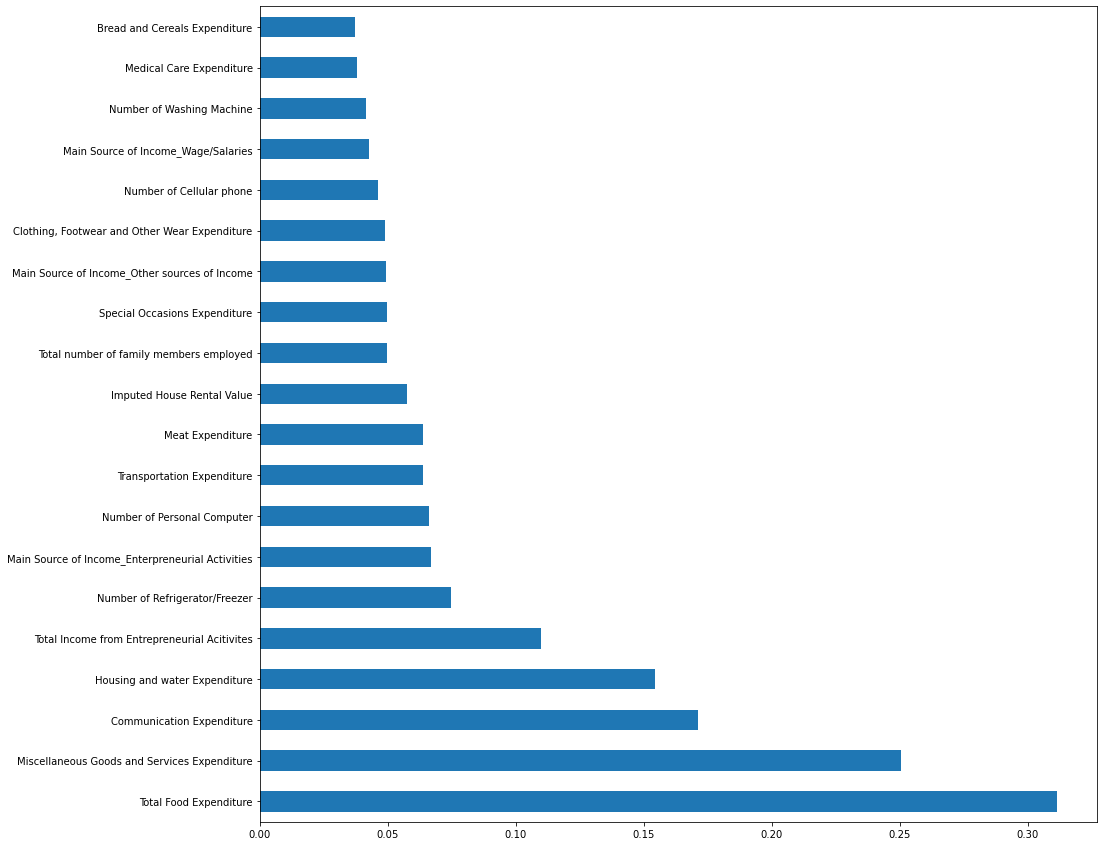 Bread and Cereals Expenditure
Medical Care Expenditure
Number of Washing Machine
Main Source of Income_Wage/Salaries
Number of Cellular phone
Clothing, Footwear and Other Wear Expenditure
Main Source of Income_Other sources of Income
Special Occasions Expenditure
Total number of family members employed
Imputed House Rental Value
Meat Expenditure
Transportation Expenditure
Number of Personal Computer
Main Source of Income_Enterpreneurial Activities
Number of Refrigerator/Freezer
Total Income from Entrepreneurial Acitivites
Housing and water Expenditure
Communication Expenditure
Miscellaneous Goods and Services Expenditure
Total Food Expenditure
0.00 0.05 0.10 0.15 0.20 0.25 0.30